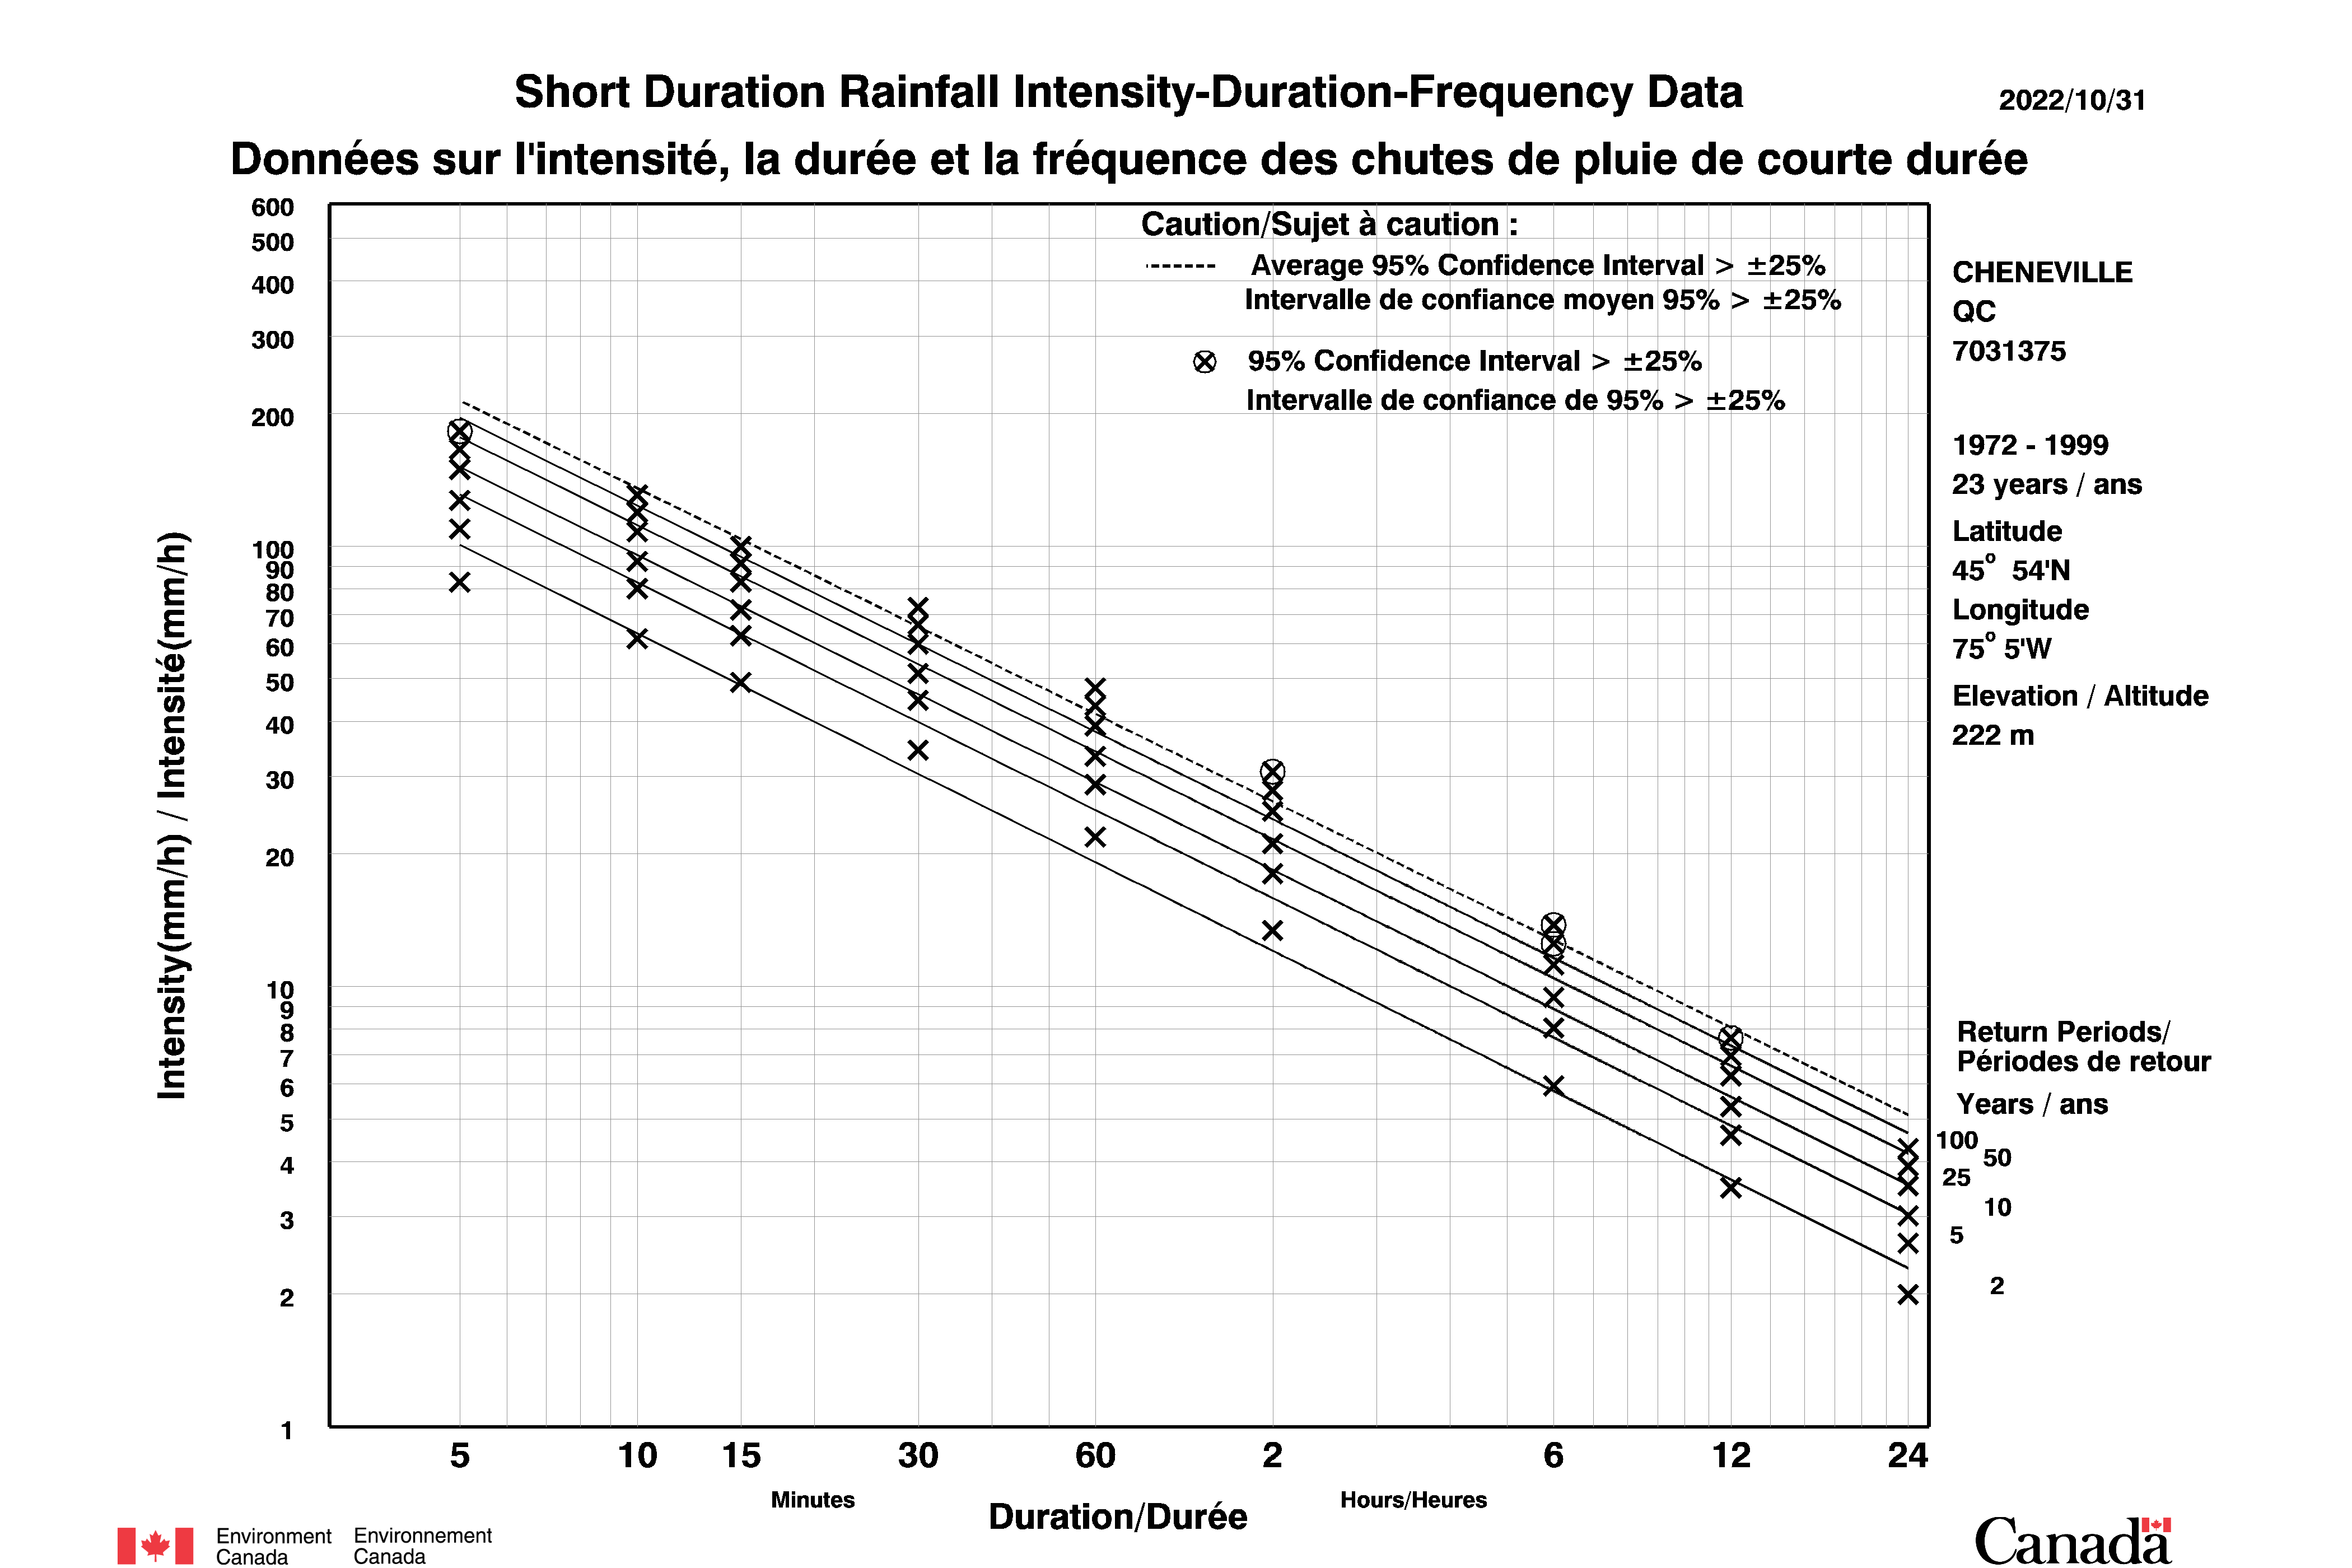 Short Duration Rainfall Intensity-Duration-Frequency Data
2022/10/31
Données sur l'intensité, la durée et la fréquence des chutes de pluie de courte durée
Caution/Sujet à caution :
Average 95% Confidence Interval > ±25%
Intervalle de confiance moyen 95% > ±25%
95% Confidence Interval > ±25%
Intervalle de confiance de 95% > ±25%
CHENEVILLE
QC
7031375
1972 - 1999
23 years / ans
Latitude
45° 54'N
Longitude
75° 5'W
Elevation / Altitude
222 m
Return Periods/
Périodes de retour
Years / ans
100
50
25
10
5
2
Intensity(mm/h) / Intensité(mm/h)
600
500
400
300
200
100
90
80
70
60
50
40
30
20
10
9
8
7
6
5
4
3
2
1
5 10 15 30 60 2 6 12 24
Minutes
Hours/Heures
Duration/Durée
Environment
Canada
Environnement
Canada
Canada